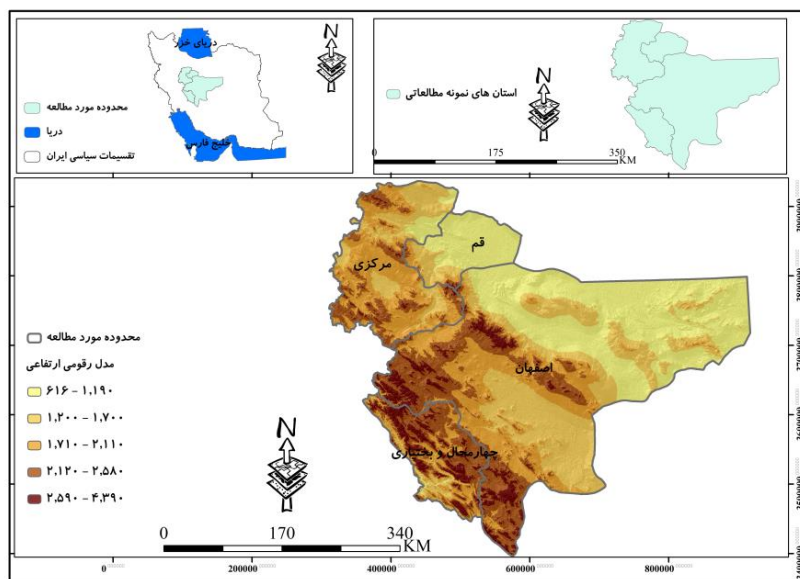 دریای خزر
N
محدوده مورد مطالعه
دریا
خلیج فارس
تقسیمات سیاسی ایران
N
استان های نمونه مطالعاتی
0 175 350
KM
قم
مرکزی
اصفهان
چهارمحال و بختیاری
محدوده مورد مطالعه
مدل رقومی ارتفاعی
۶۱۶ – ۱,۱۹۰
۱,۲۰۰ – ۱,۷۰۰
۱,۷۱۰ – ۲,۱۱۰
۲,۱۲۰ – ۲,۵۸۰
۲,۵۹۰ – ۴,۳۹۰
N
0 170 340
KM
0 200000 400000 600000 800000